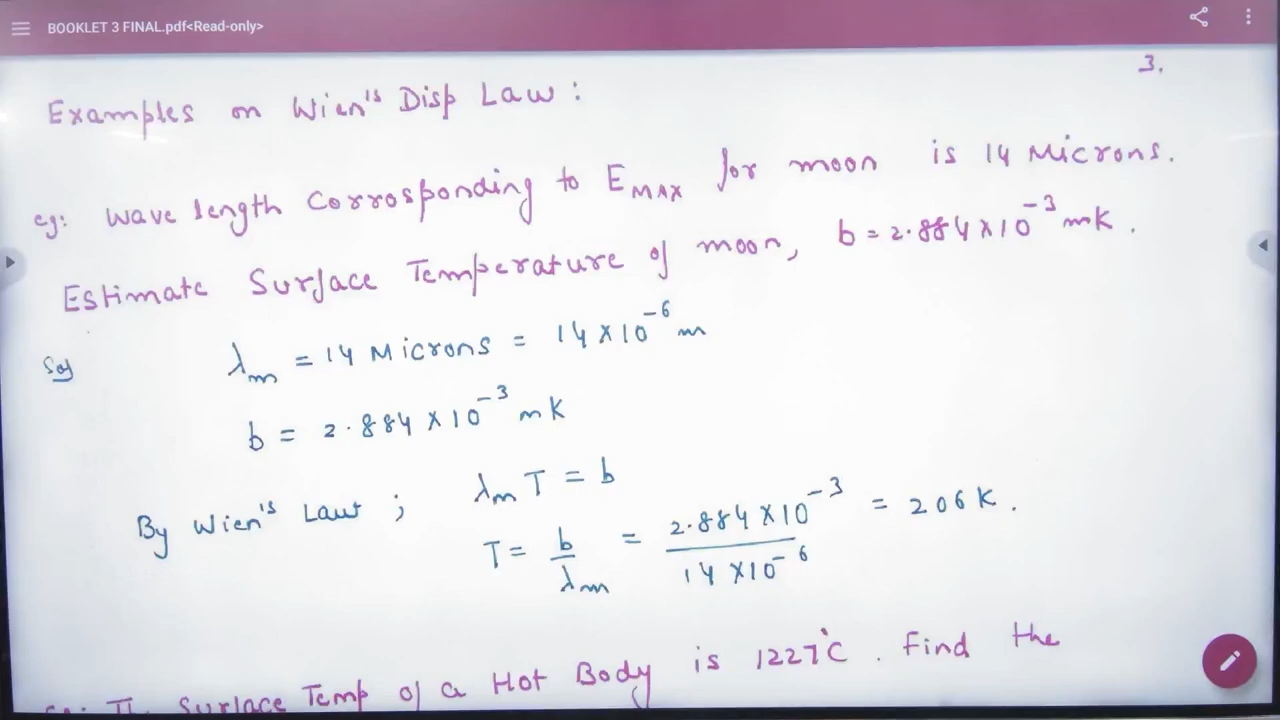 BOOKLET 3 FINAL.pdf<Read-only>
3.
Examples on Wien's Disp Law :
eg: wave length Corrosponding to EMAX for moon is 14 Microns.
Estimate Surface Temperature of moon, b = 2.884 × 10⁻³ mK.
Sol λm = 14 Microns = 14 × 10⁻⁶ m
b = 2.884 × 10⁻³ mK
By Wien's Law ; λm T = b
T = b/λm = 2.884 × 10⁻³ / 14 × 10⁻⁶ = 206 K.
Surface Temp of a Hot Body is 1227°C. Find the